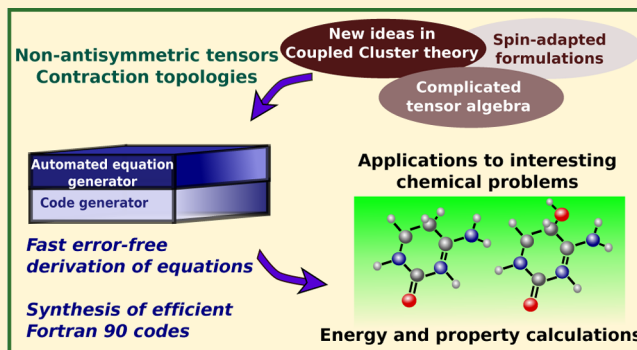 Non-antisymmetric tensors
Contraction topologies
New ideas in
Coupled Cluster theory
Spin-adapted
formulations
Complicated
tensor algebra
Automated equation
generator
Code generator
Fast error-free
derivation of equations
Synthesis of efficient
Fortran 90 codes
Applications to interesting
chemical problems
Energy and property calculations